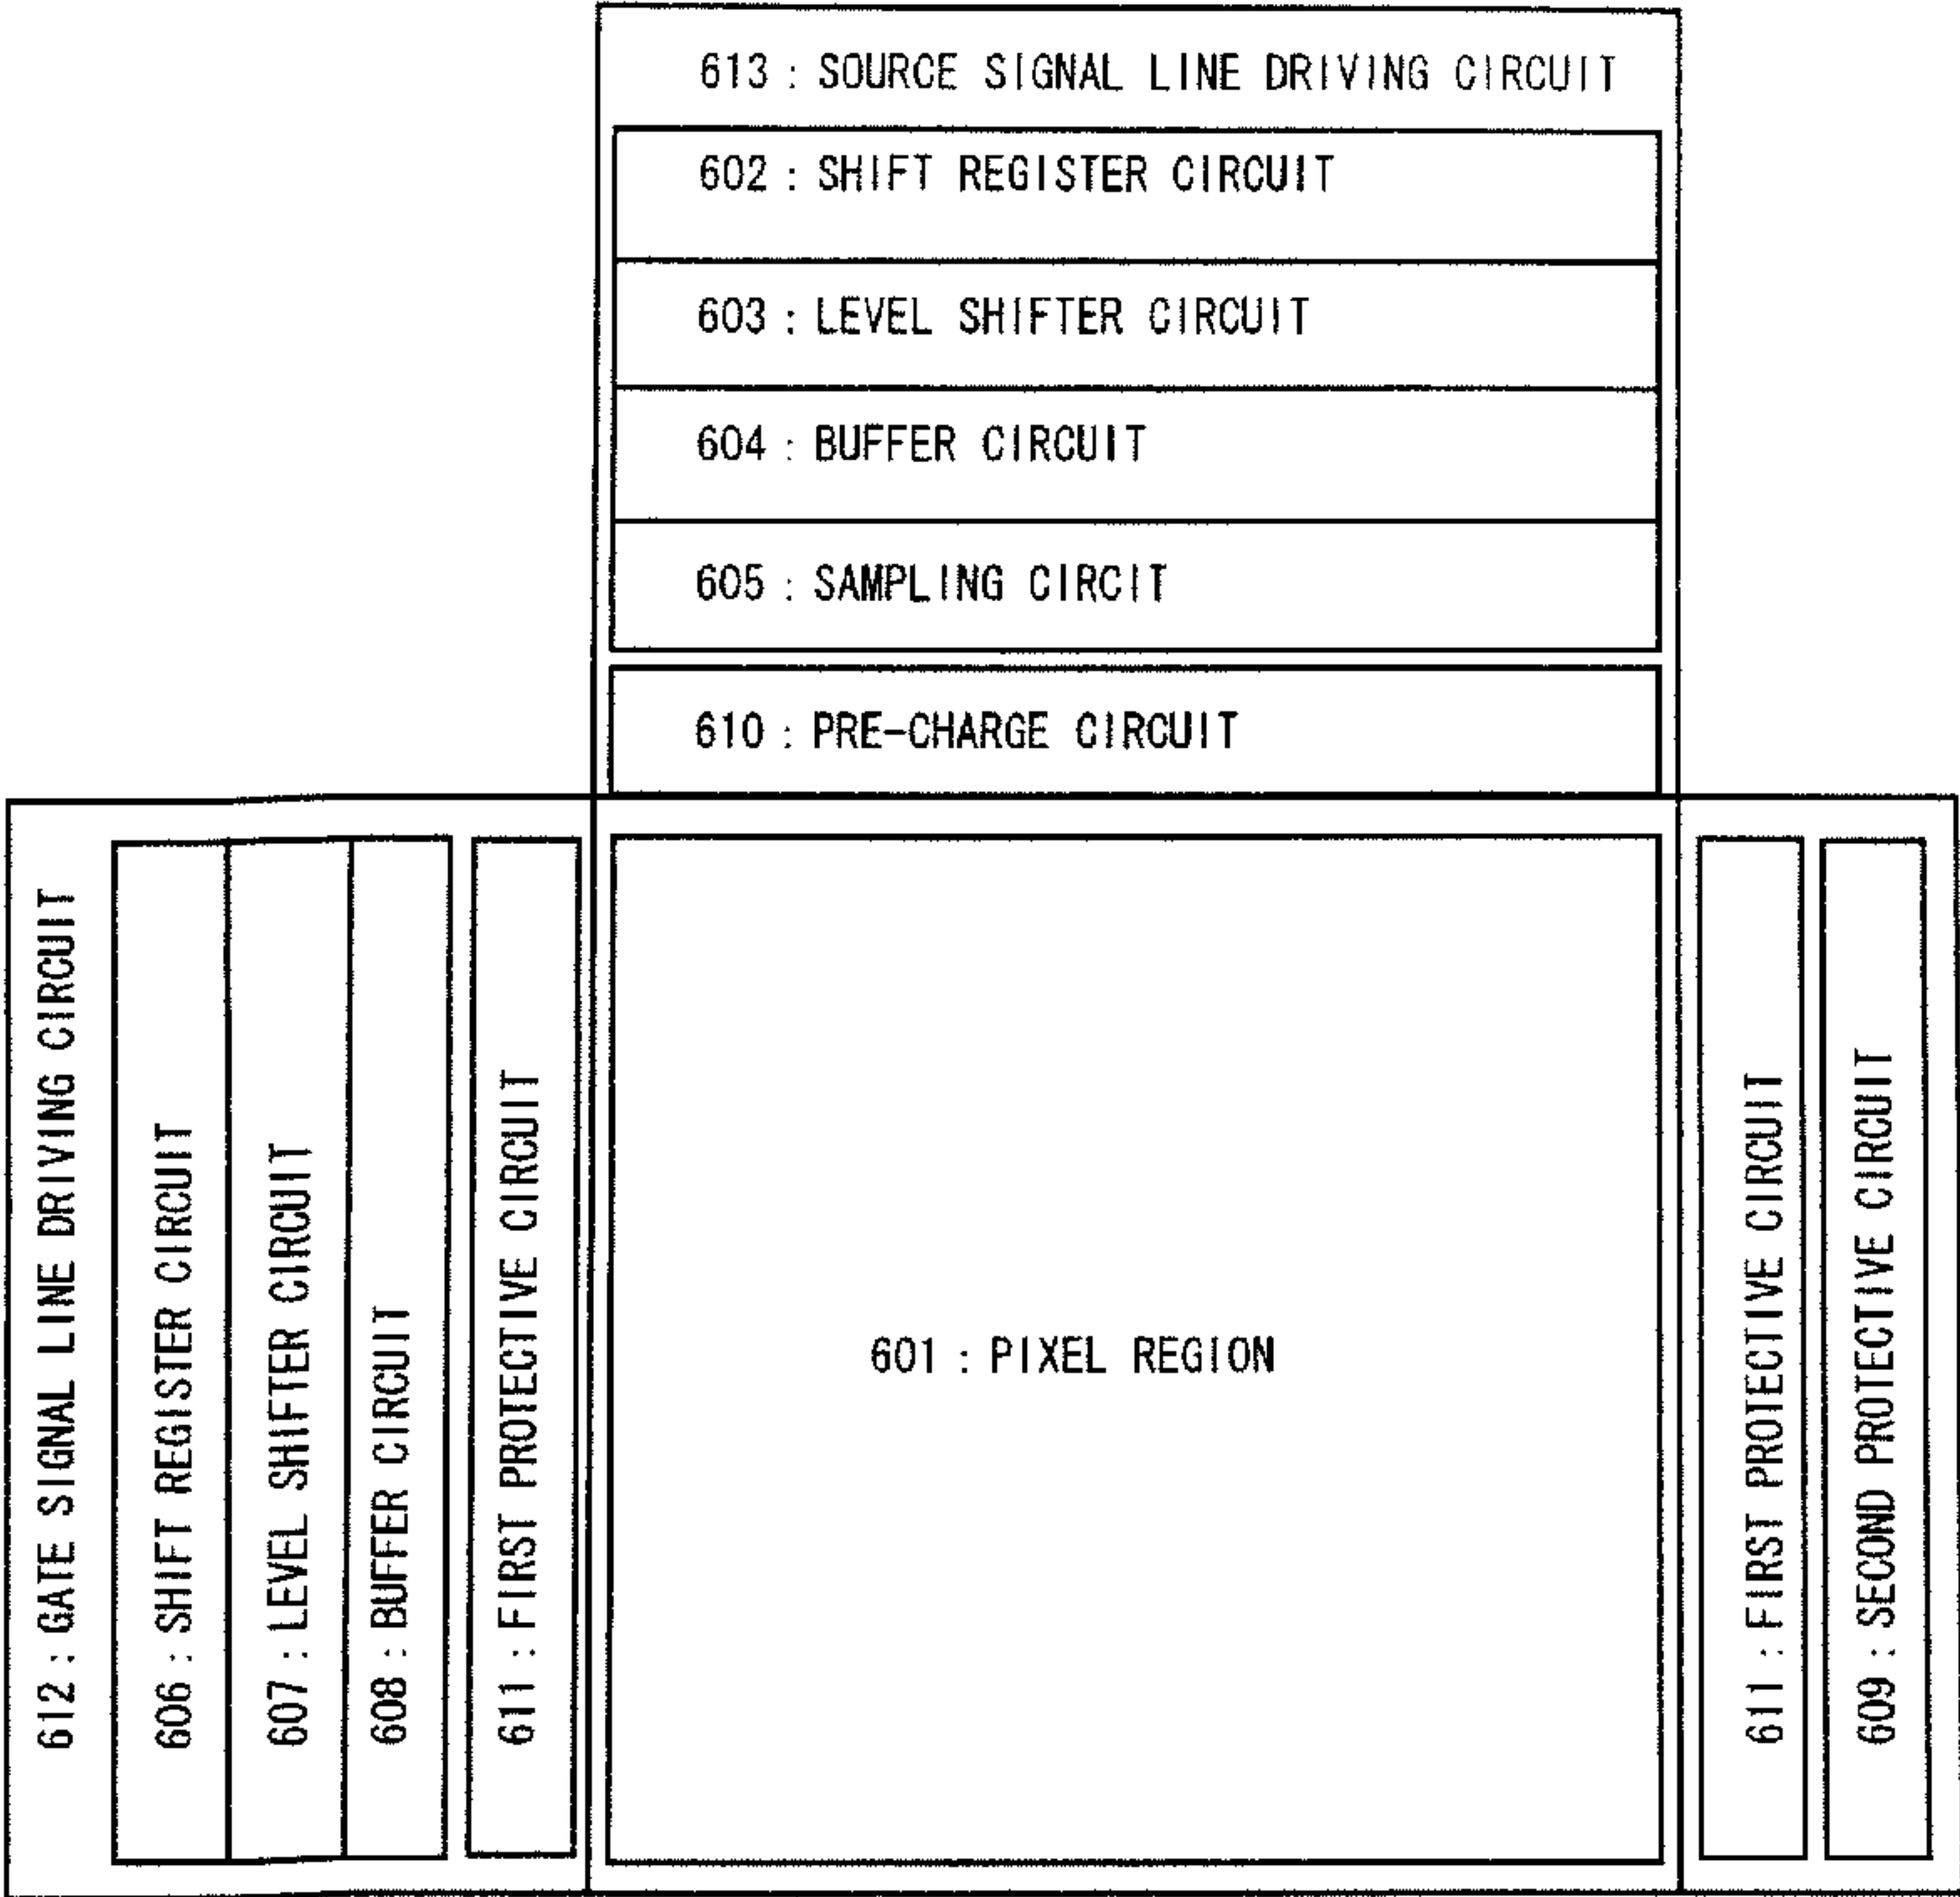 613 : SOURCE SIGNAL LINE DRIVING CIRCUIT
602 : SHIFT REGISTER CIRCUIT
603 : LEVEL SHIFTER CIRCUIT
604 : BUFFER CIRCUIT
605 : SAMPLING CIRCIT
610 : PRE-CHARGE CIRCUIT
612 : GATE SIGNAL LINE DRIVING CIRCUIT
606 : SHIFT REGISTER CIRCUIT
607 : LEVEL SHIFTER CIRCUIT
608 : BUFFER CIRCUIT
611 : FIRST PROTECTIVE CIRCUIT
601 : PIXEL REGION
611 : FIRST PROTECTIVE CIRCUIT
609 : SECOND PROTECTIVE CIRCUIT